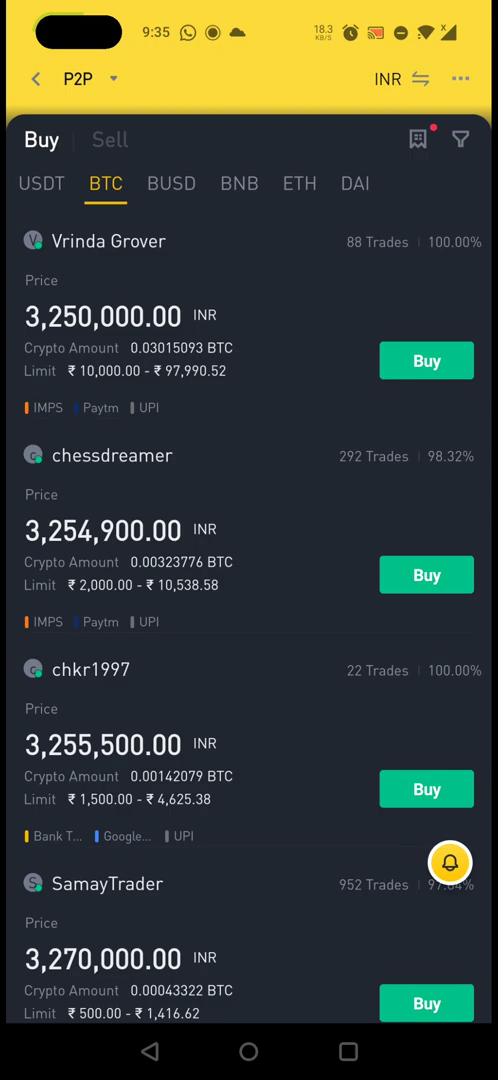 9:35 18.3 KB/S X
P2P INR
Buy Sell
USDT BTC BUSD BNB ETH DAI
V Vrinda Grover 88 Trades 100.00%
Price
3,250,000.00 INR
Crypto Amount 0.03015093 BTC
Limit ₹ 10,000.00 - ₹ 97,990.52
Buy
IMPS Paytm UPI
c chessdreamer 292 Trades 98.32%
Price
3,254,900.00 INR
Crypto Amount 0.00323776 BTC
Limit ₹ 2,000.00 - ₹ 10,538.58
Buy
IMPS Paytm UPI
c chkr1997 22 Trades 100.00%
Price
3,255,500.00 INR
Crypto Amount 0.00142079 BTC
Limit ₹ 1,500.00 - ₹ 4,625.38
Buy
Bank T... Google... UPI
S SamayTrader 952 Trades
Price
3,270,000.00 INR
Crypto Amount 0.00043322 BTC
Limit ₹ 500.00 - ₹ 1,416.62
Buy